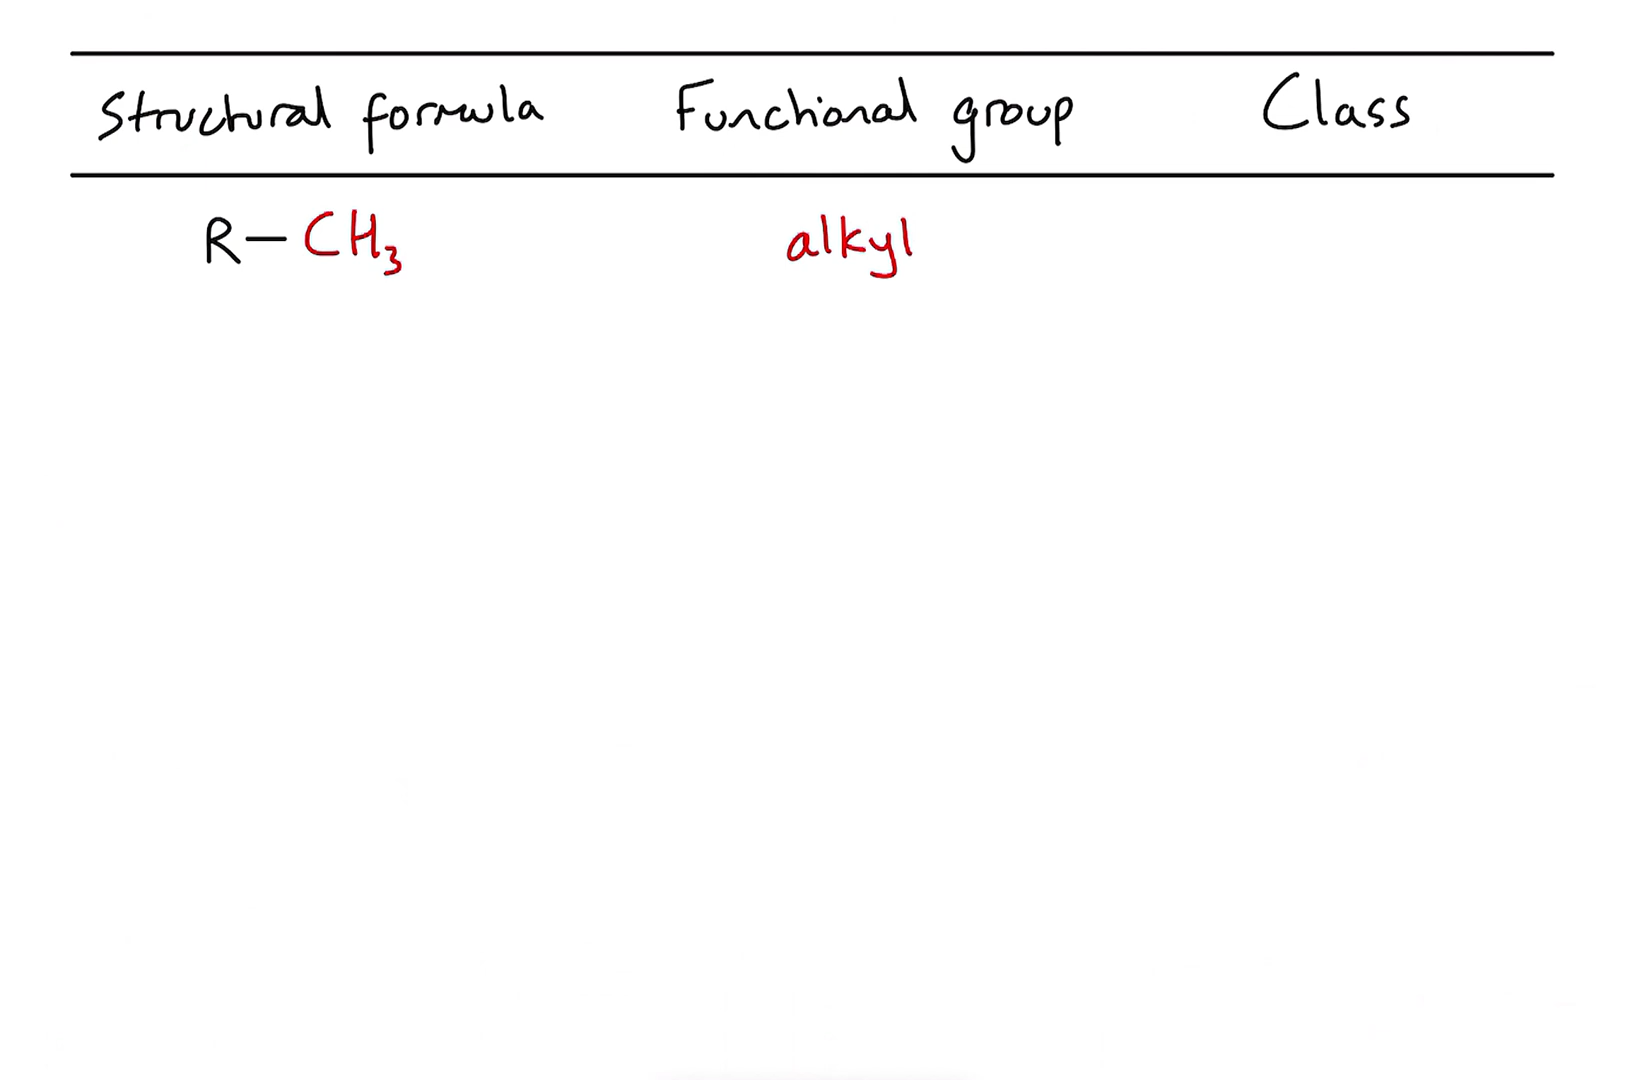 Structural formula Functional group Class
R—CH₃ alkyl